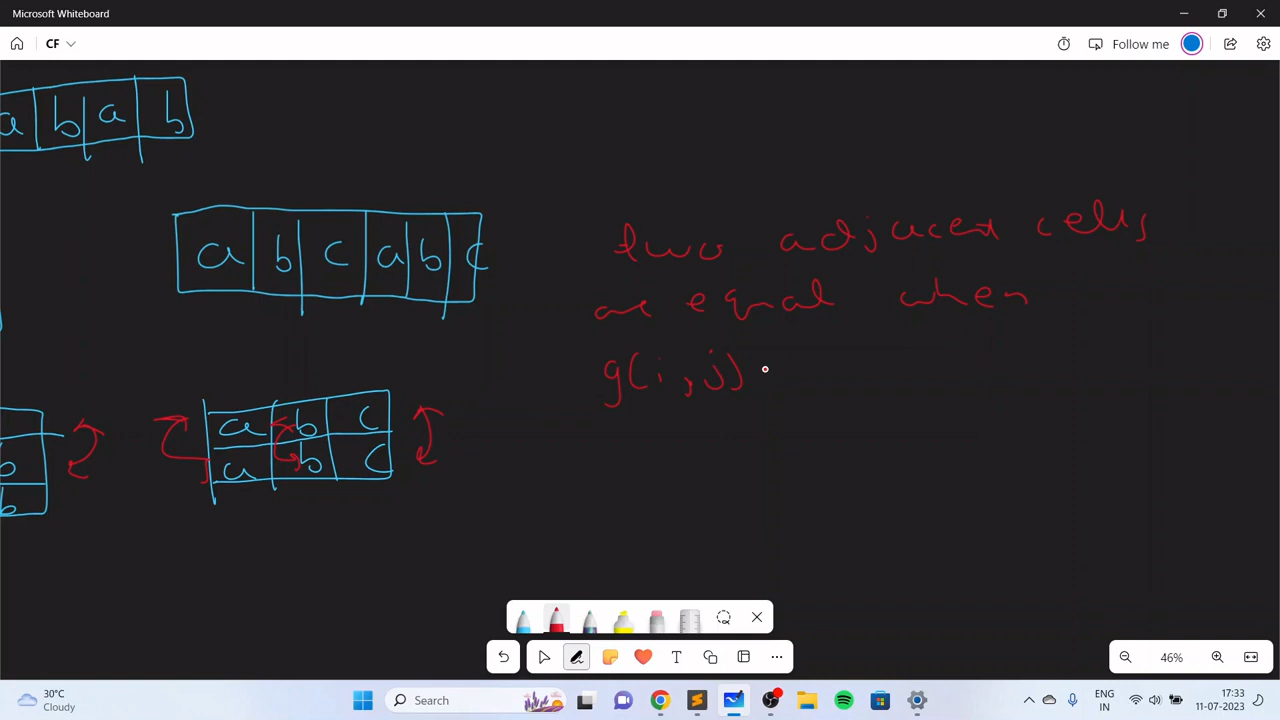 Microsoft Whiteboard
CF
Follow me
a b a b
a b c a b c
two adjacent cells
are equal when
g(i,j)
a b c
a b c
b
b
46%
30°C
Cloudy
Search
ENG
IN
17:33
11-07-2023